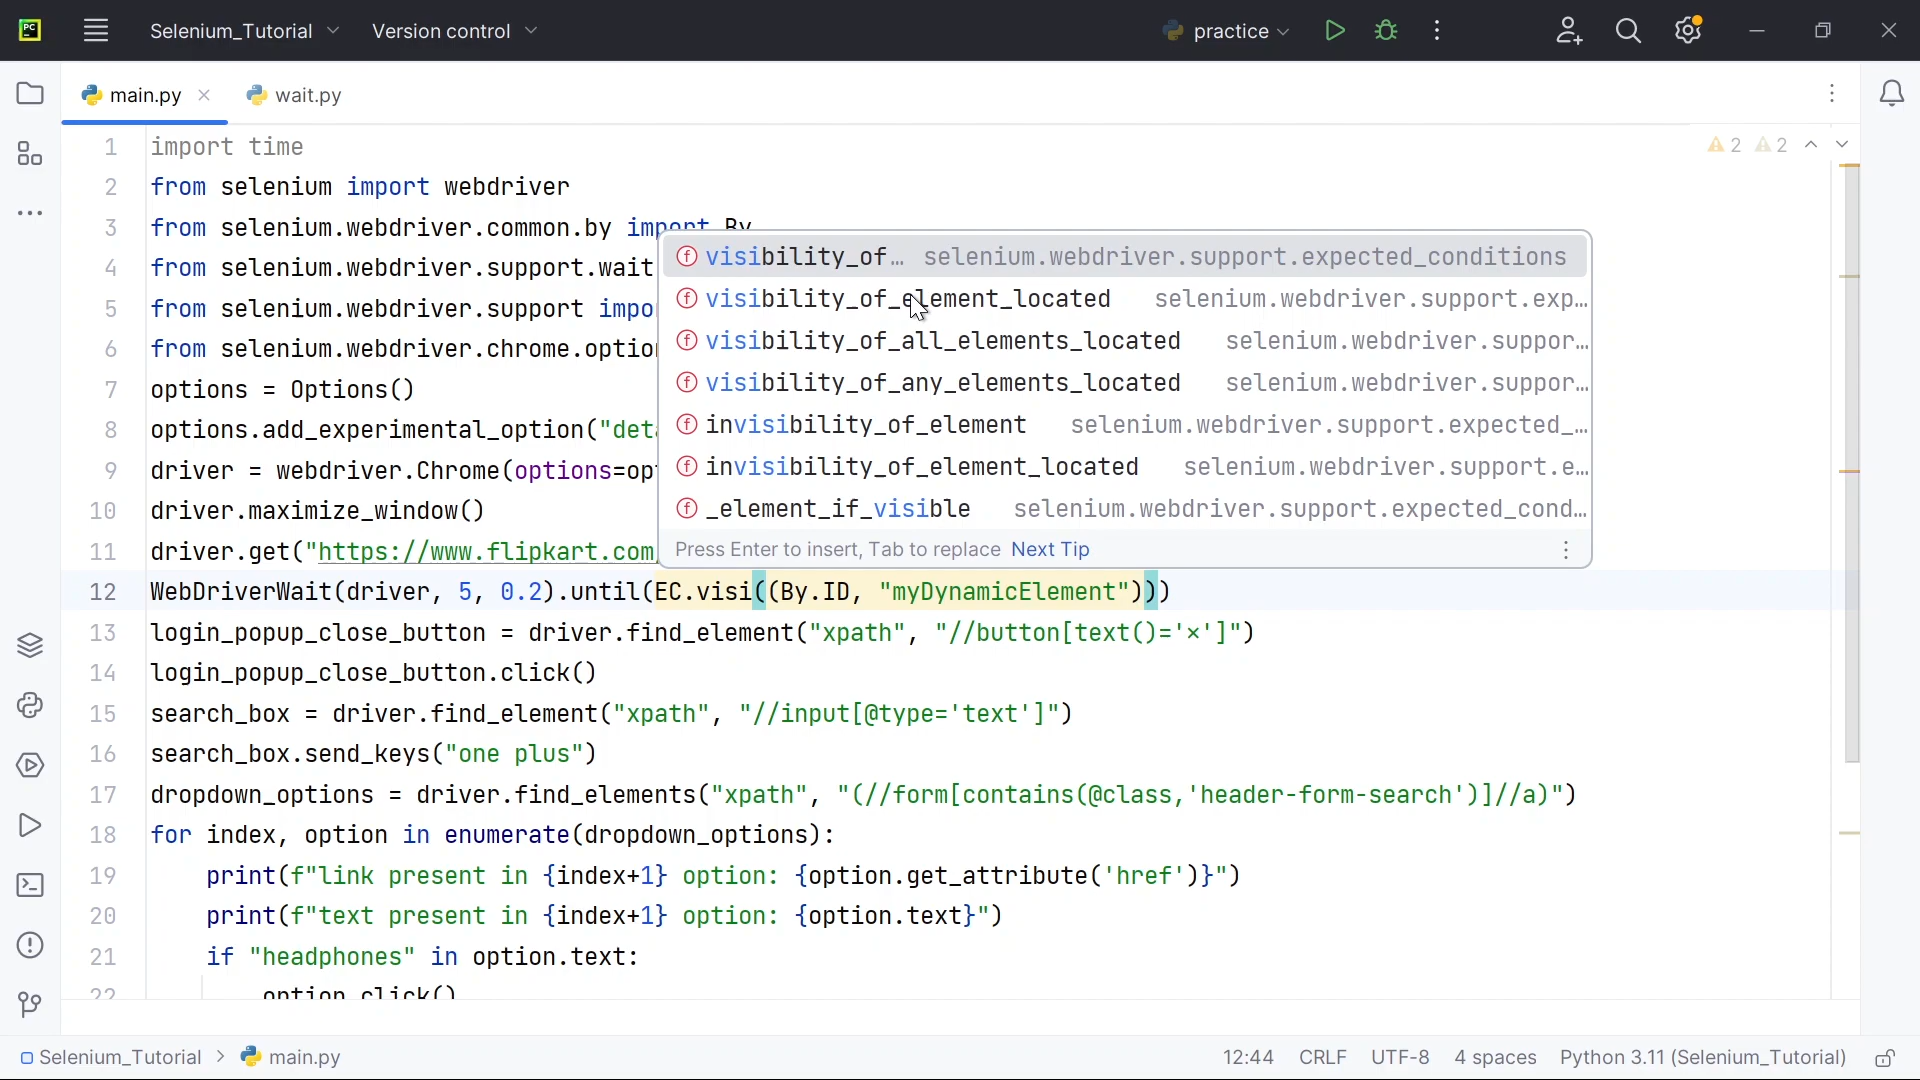 PC Selenium_Tutorial Version control practice
main.py wait.py
2 2
1 import time
2 from selenium import webdriver
3 from selenium.webdriver.common.by import By
4 from selenium.webdriver.support.wait
5 from selenium.webdriver.support impo
6 from selenium.webdriver.chrome.option
7 options = Options()
8 options.add_experimental_option("deta
9 driver = webdriver.Chrome(options=opt
10 driver.maximize_window()
11 driver.get("https://www.flipkart.com
visibility_of… selenium.webdriver.support.expected_conditions
visibility_of_element_located selenium.webdriver.support.exp…
visibility_of_all_elements_located selenium.webdriver.suppor…
visibility_of_any_elements_located selenium.webdriver.suppor…
invisibility_of_element selenium.webdriver.support.expected_…
invisibility_of_element_located selenium.webdriver.support.e…
_element_if_visible selenium.webdriver.support.expected_cond…
Press Enter to insert, Tab to replace Next Tip
12 WebDriverWait(driver, 5, 0.2).until(EC.visi((By.ID, "myDynamicElement")))
13 login_popup_close_button = driver.find_element("xpath", "//button[text()='×']")
14 login_popup_close_button.click()
15 search_box = driver.find_element("xpath", "//input[@type='text']")
16 search_box.send_keys("one plus")
17 dropdown_options = driver.find_elements("xpath", "(//form[contains(@class,'header-form-search')]//a)")
18 for index, option in enumerate(dropdown_options):
19 print(f"link present in {index+1} option: {option.get_attribute('href')}")
20 print(f"text present in {index+1} option: {option.text}")
21 if "headphones" in option.text:
22 option.click()
Selenium_Tutorial > main.py 12:44 CRLF UTF-8 4 spaces Python 3.11 (Selenium_Tutorial)